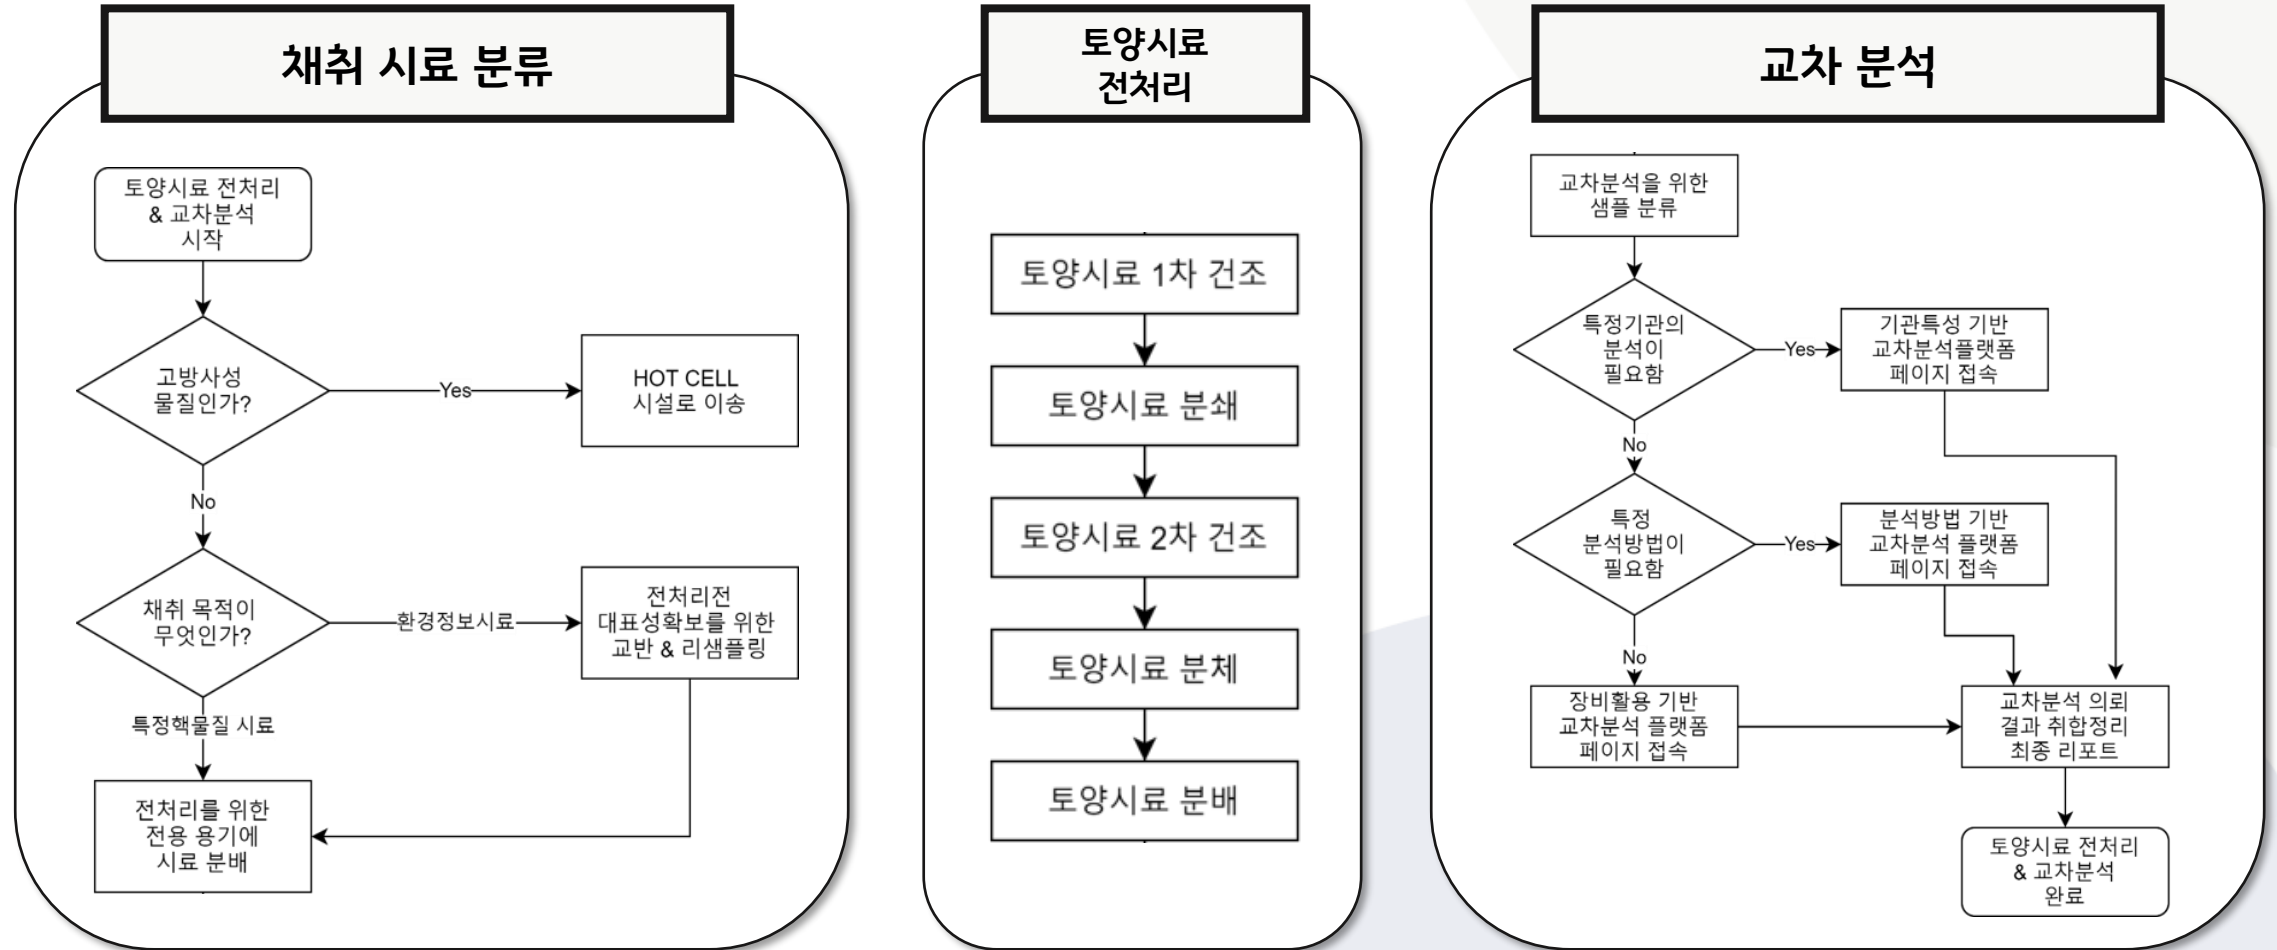 채취 시료 분류
토양시료 전처리
& 교차분석
시작
고방사성
물질인가?
Yes
HOT CELL
시설로 이송
No
채취 목적이
무엇인가?
환경정보시료
전처리전
대표성확보를 위한
교반 & 리샘플링
특정핵물질 시료
전처리를 위한
전용 용기에
시료 분배
토양시료
전처리
토양시료 1차 건조
토양시료 분쇄
토양시료 2차 건조
토양시료 분체
토양시료 분배
교차 분석
교차분석을 위한
샘플 분류
특정기관의
분석이
필요함
Yes
기관특성 기반
교차분석플랫폼
페이지 접속
No
특정
분석방법이
필요함
Yes
분석방법 기반
교차분석 플랫폼
페이지 접속
No
장비활용 기반
교차분석 플랫폼
페이지 접속
교차분석 의뢰
결과 취합정리
최종 리포트
토양시료 전처리
& 교차분석
완료